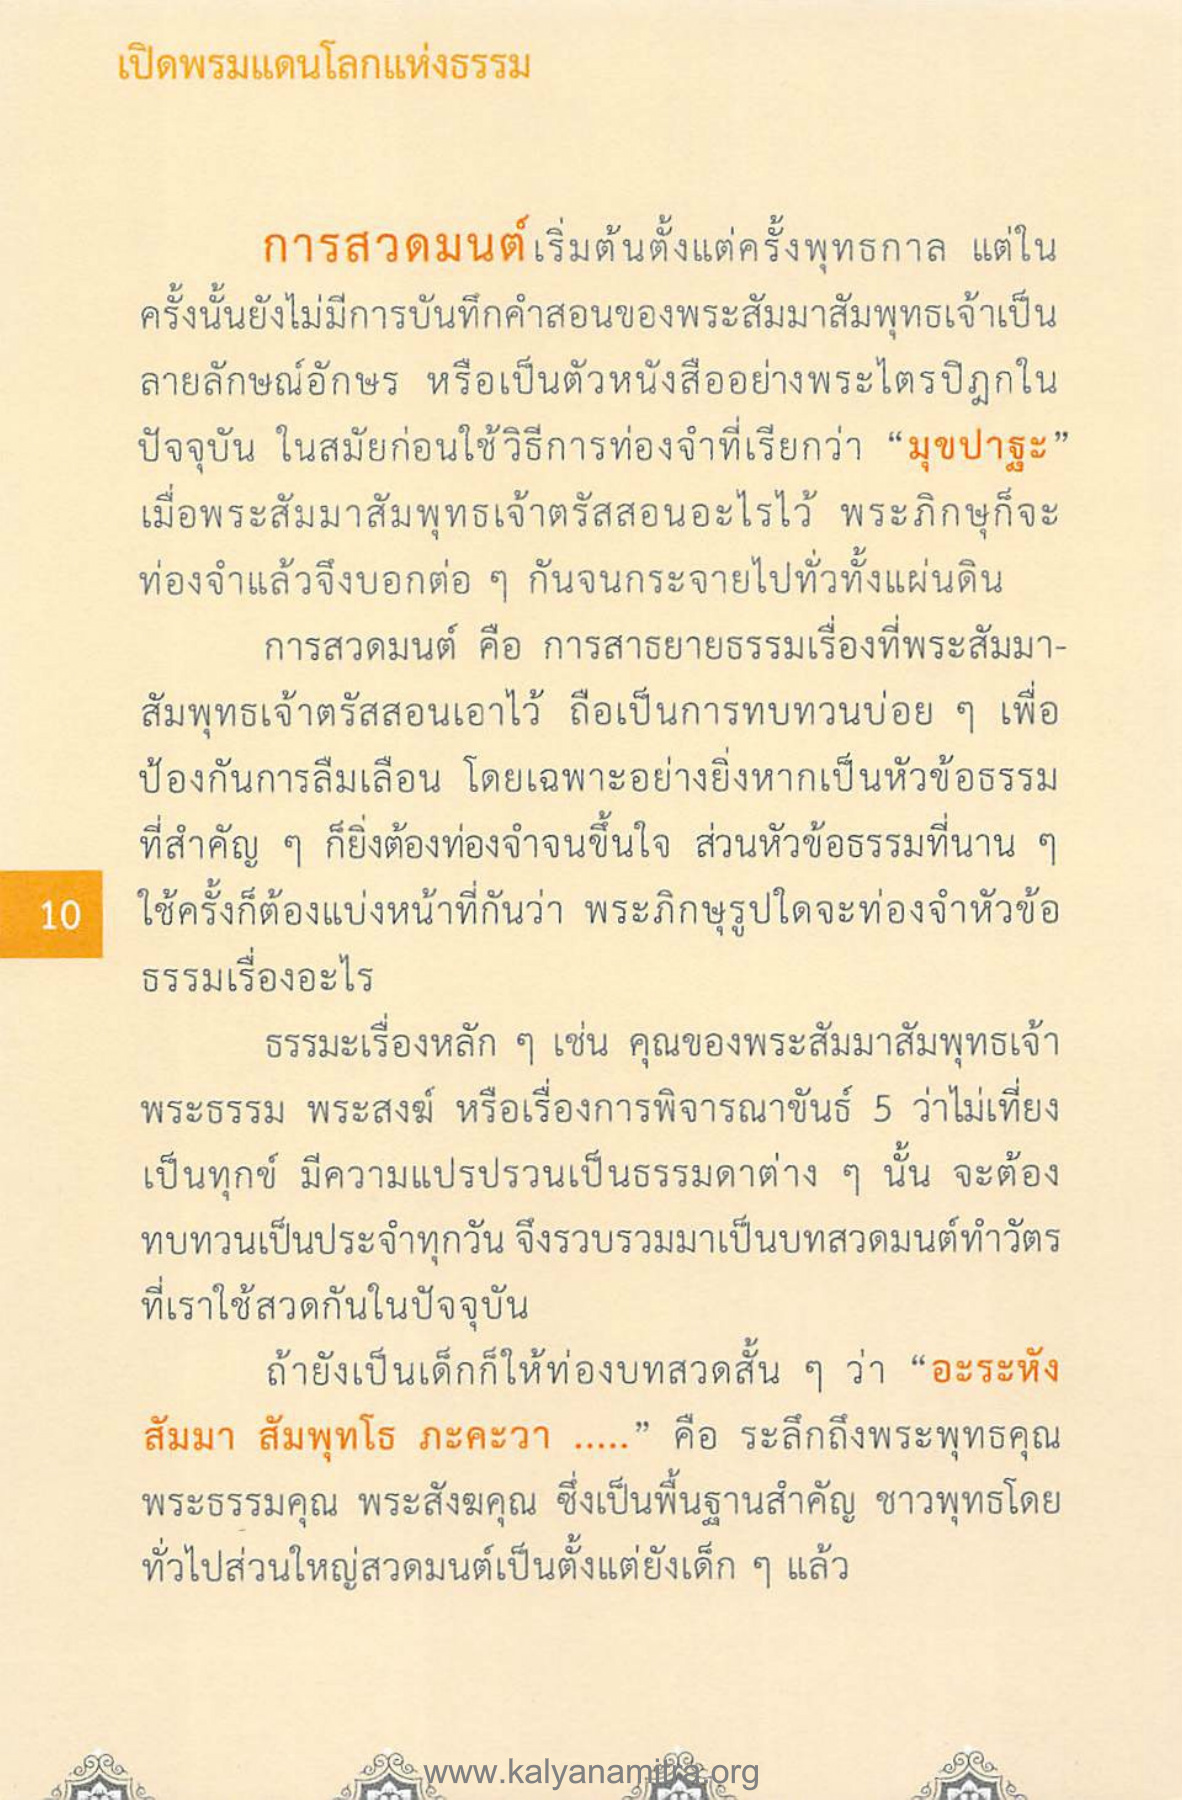 เปิดพรมแดนโลกแห่งธรรม
การสวดมนต์เริ่มต้นตั้งแต่ครั้งพุทธกาล แต่ใน
ครั้งนั้นยังไม่มีการบันทึกคำสอนของพระสัมมาสัมพุทธเจ้าเป็น
ลายลักษณ์อักษร หรือเป็นตัวหนังสืออย่างพระไตรปิฎกใน
ปัจจุบัน ในสมัยก่อนใช้วิธีการท่องจำที่เรียกว่า “มุขปาฐะ”
เมื่อพระสัมมาสัมพุทธเจ้าตรัสสอนอะไรไว้ พระภิกษุก็จะ
ท่องจำแล้วจึงบอกต่อ ๆ กันจนกระจายไปทั่วทั้งแผ่นดิน
การสวดมนต์ คือ การสาธยายธรรมเรื่องที่พระสัมมา-
สัมพุทธเจ้าตรัสสอนเอาไว้ ถือเป็นการทบทวนบ่อย ๆ เพื่อ
ป้องกันการลืมเลือน โดยเฉพาะอย่างยิ่งหากเป็นหัวข้อธรรม
ที่สำคัญ ๆ ก็ยิ่งต้องท่องจำจนขึ้นใจ ส่วนหัวข้อธรรมที่นาน ๆ
ใช้ครั้งก็ต้องแบ่งหน้าที่กันว่า พระภิกษุรูปใดจะท่องจำหัวข้อ
10
ธรรมเรื่องอะไร
ธรรมะเรื่องหลัก ๆ เช่น คุณของพระสัมมาสัมพุทธเจ้า
พระธรรม พระสงฆ์ หรือเรื่องการพิจารณาขันธ์ 5 ว่าไม่เที่ยง
เป็นทุกข์ มีความแปรปรวนเป็นธรรมดาต่าง ๆ นั้น จะต้อง
ทบทวนเป็นประจำทุกวัน จึงรวบรวมมาเป็นบทสวดมนต์ทำวัตร
ที่เราใช้สวดกันในปัจจุบัน
ถ้ายังเป็นเด็กก็ให้ท่องบทสวดสั้น ๆ ว่า “อะระหัง
สัมมา สัมพุทโธ ภะคะวา .....” คือ ระลึกถึงพระพุทธคุณ
พระธรรมคุณ พระสังฆคุณ ซึ่งเป็นพื้นฐานสำคัญ ชาวพุทธโดย
ทั่วไปส่วนใหญ่สวดมนต์เป็นตั้งแต่ยังเด็ก ๆ แล้ว
www.kalyanamitra.org